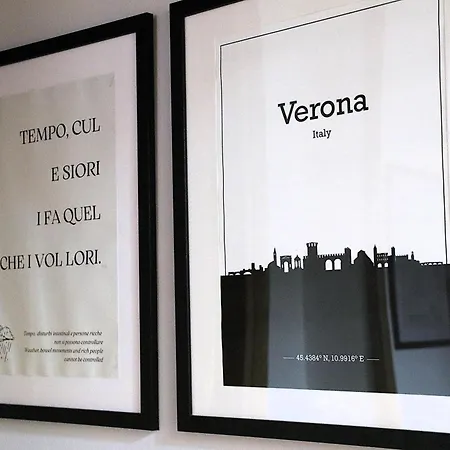 TEMPO, CUL
E SIORI
I FA QUEL
CHE I VOL LORI.
Tempo, disturbi intestinali e persone ricche
non si possono controllare
Weather, bowel movements and rich people
cannot be controlled
Verona
Italy
45.4384° N, 10.9916° E